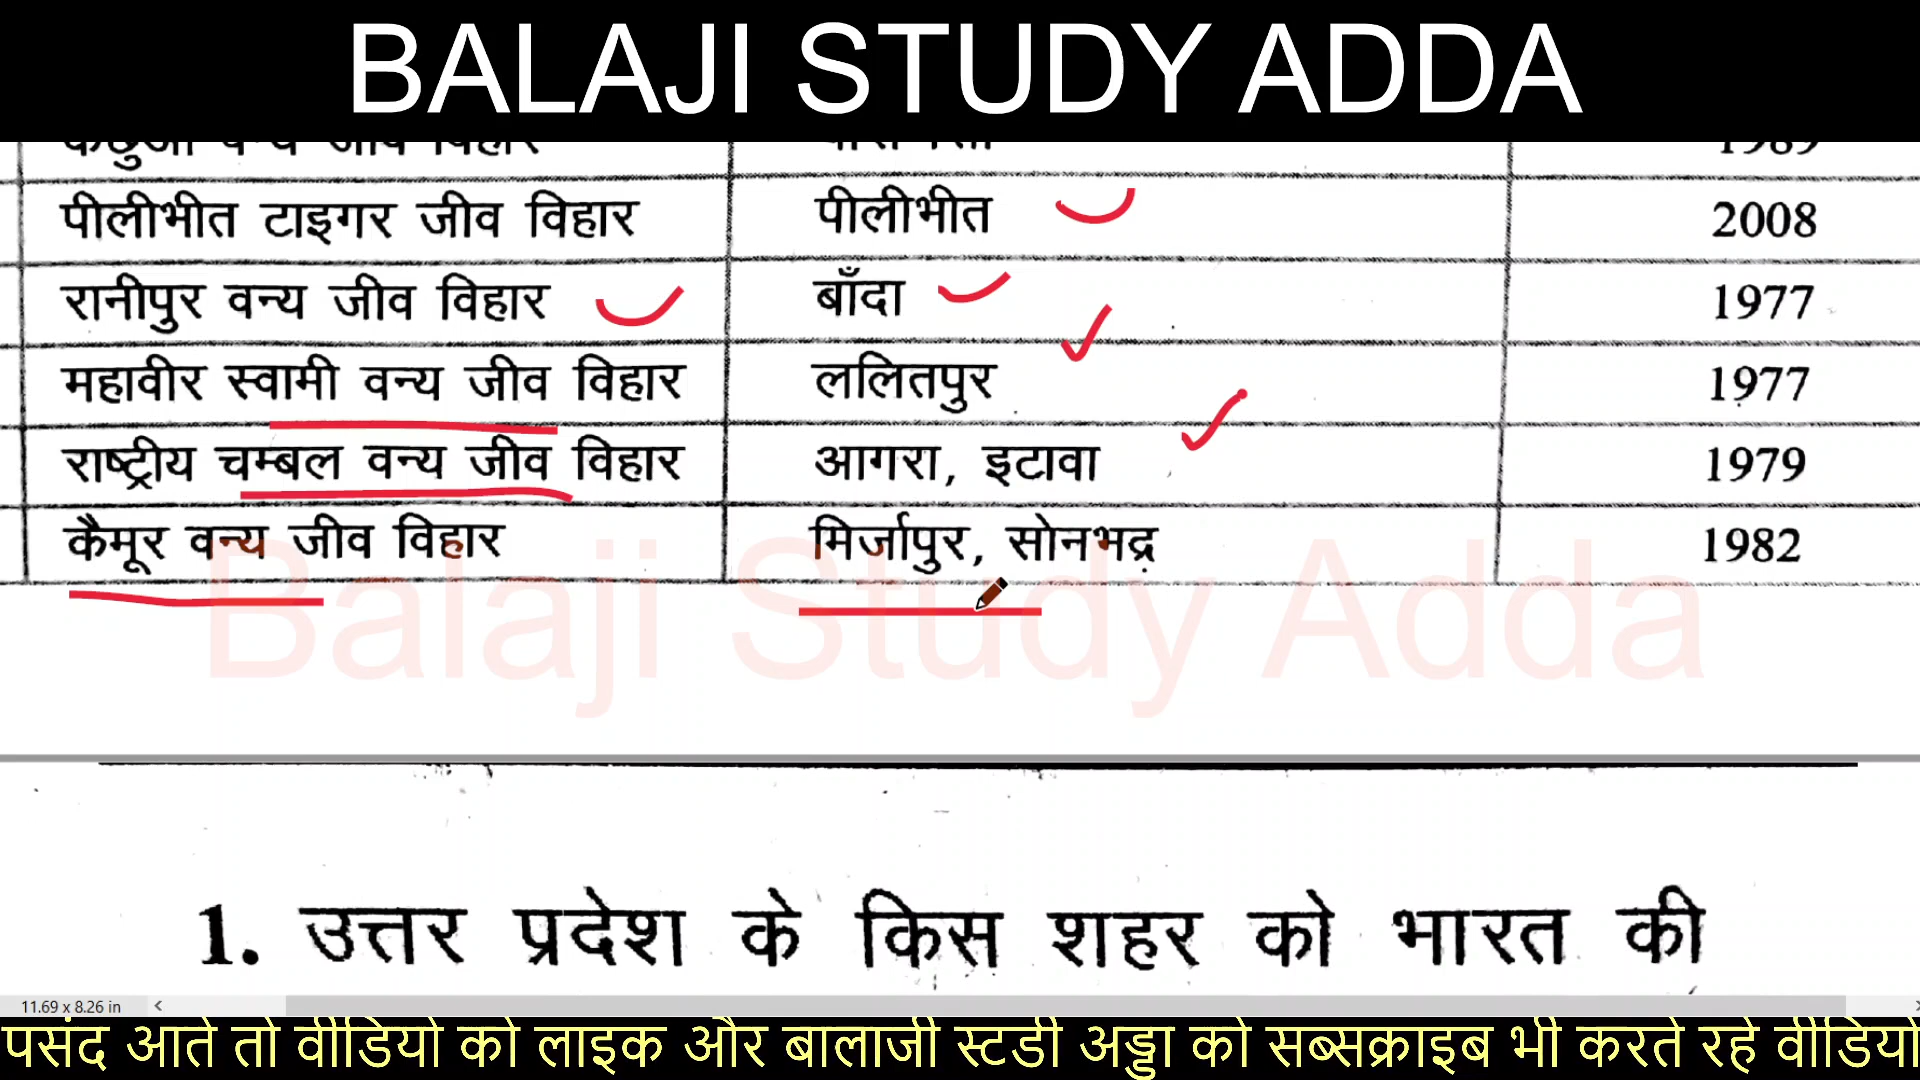 BALAJI STUDY ADDA
1989
पीलीभीत टाइगर जीव विहार पीलीभीत 2008
रानीपुर वन्य जीव विहार बाँदा 1977
महावीर स्वामी वन्य जीव विहार ललितपुर 1977
राष्ट्रीय चम्बल वन्य जीव विहार आगरा, इटावा 1979
कैमूर वन्य जीव विहार मिर्जापुर, सोनभद्र 1982
Balaji Study Adda
1. उत्तर प्रदेश के किस शहर को भारत की
11.69 x 8.26 in
पसंद आते तो वीडियो को लाइक और बालाजी स्टडी अड्डा को सब्सक्राइब भी करते रहे वीडियो